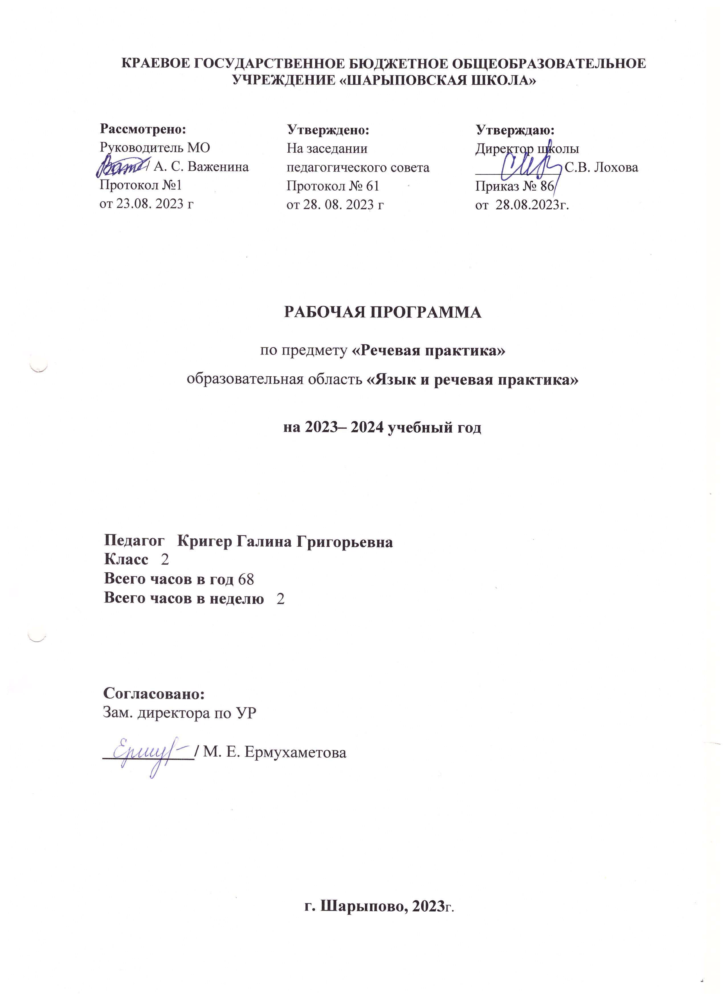 КРАЕВОЕ ГОСУДАРСТВЕННОЕ БЮДЖЕТНОЕ ОБЩЕОБРАЗОВАТЕЛЬНОЕ
УЧРЕЖДЕНИЕ «ШАРЫПОВСКАЯ ШКОЛА»
Рассмотрено:
Руководитель МО
/ А. С. Важенина
Протокол №1
от 23.08. 2023 г
Утверждено:
На заседании
педагогического совета
Протокол № 61
от 28. 08. 2023 г
Утверждаю:
Директор школы
____________С.В. Лохова
Приказ № 86
от 28.08.2023г.
РАБОЧАЯ ПРОГРАММА
по предмету «Речевая практика»
образовательная область «Язык и речевая практика»
на 2023– 2024 учебный год
Педагог Кригер Галина Григорьевна
Класс 2
Всего часов в год 68
Всего часов в неделю 2
Согласовано:
Зам. директора по УР
___________/ М. Е. Ермухаметова
г. Шарыпово, 2023г.